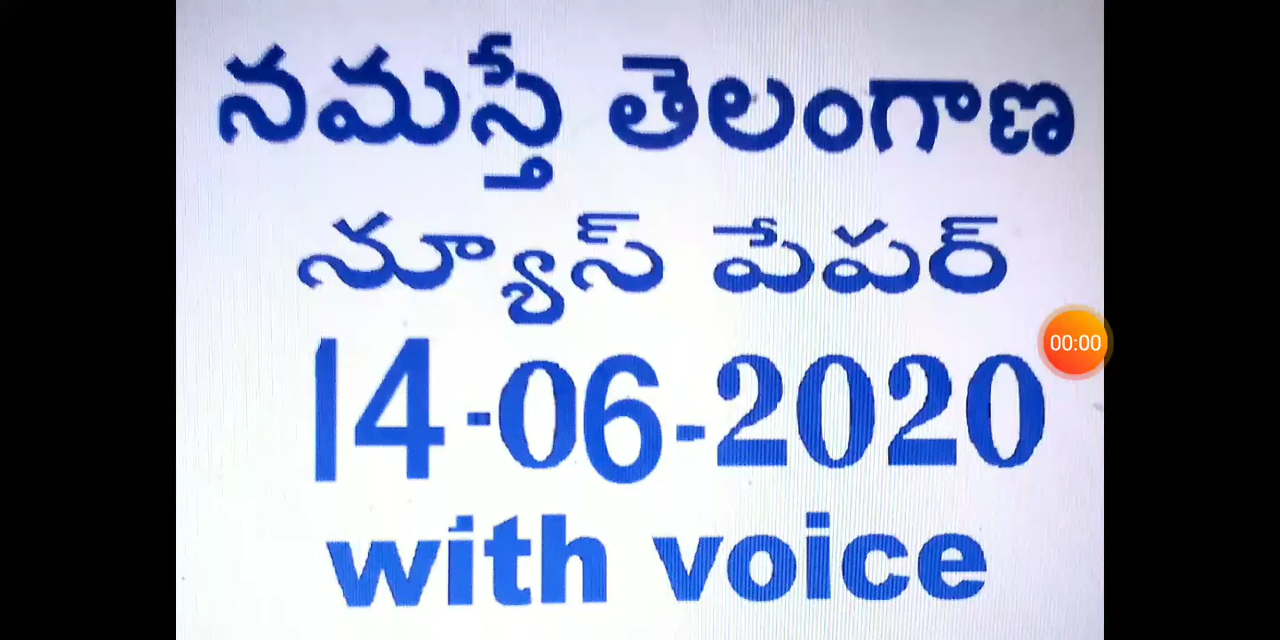 నమస్తే తెలంగాణ
న్యూస్ పేపర్
14-06-2020
00:00
with voice